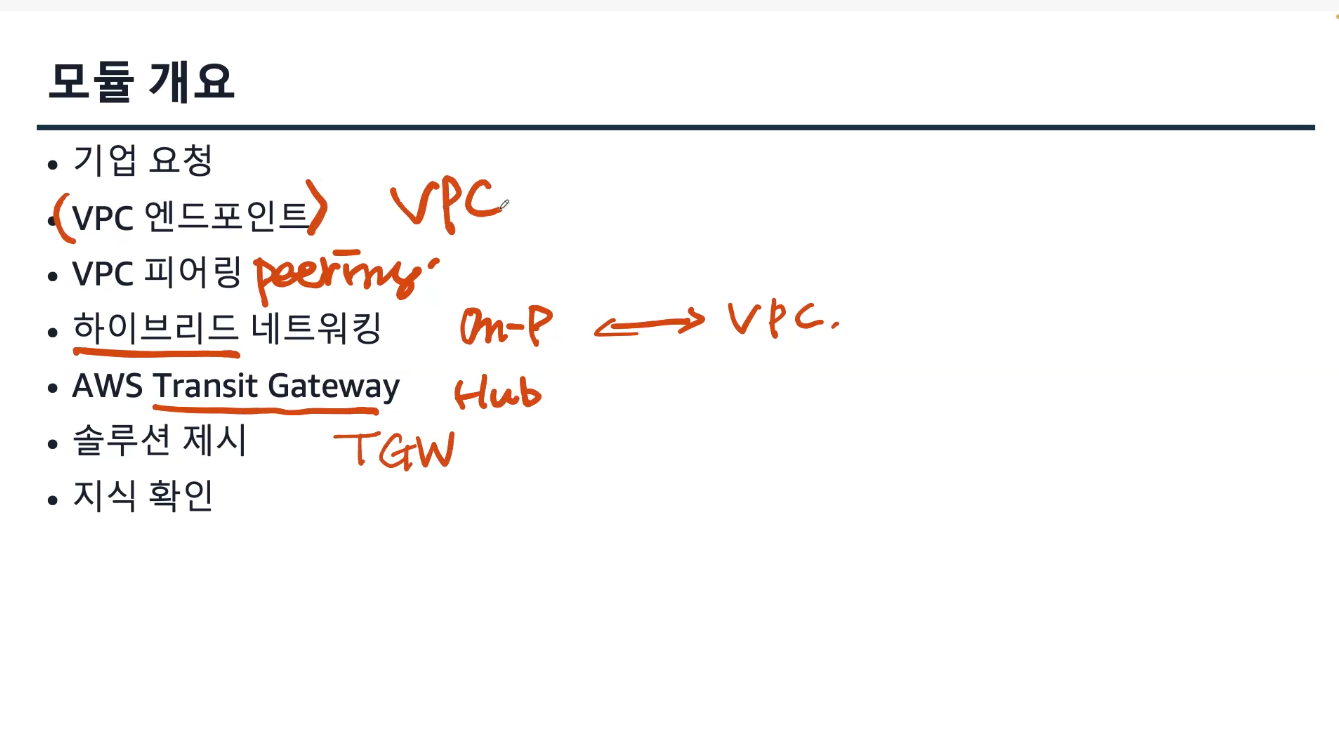 모듈 개요
• 기업 요청
• (VPC 엔드포인트) VPC
• VPC 피어링 peering.
• 하이브리드 네트워킹 On-P ⟷ VPC.
• AWS Transit Gateway Hub
• 솔루션 제시 TGW
• 지식 확인